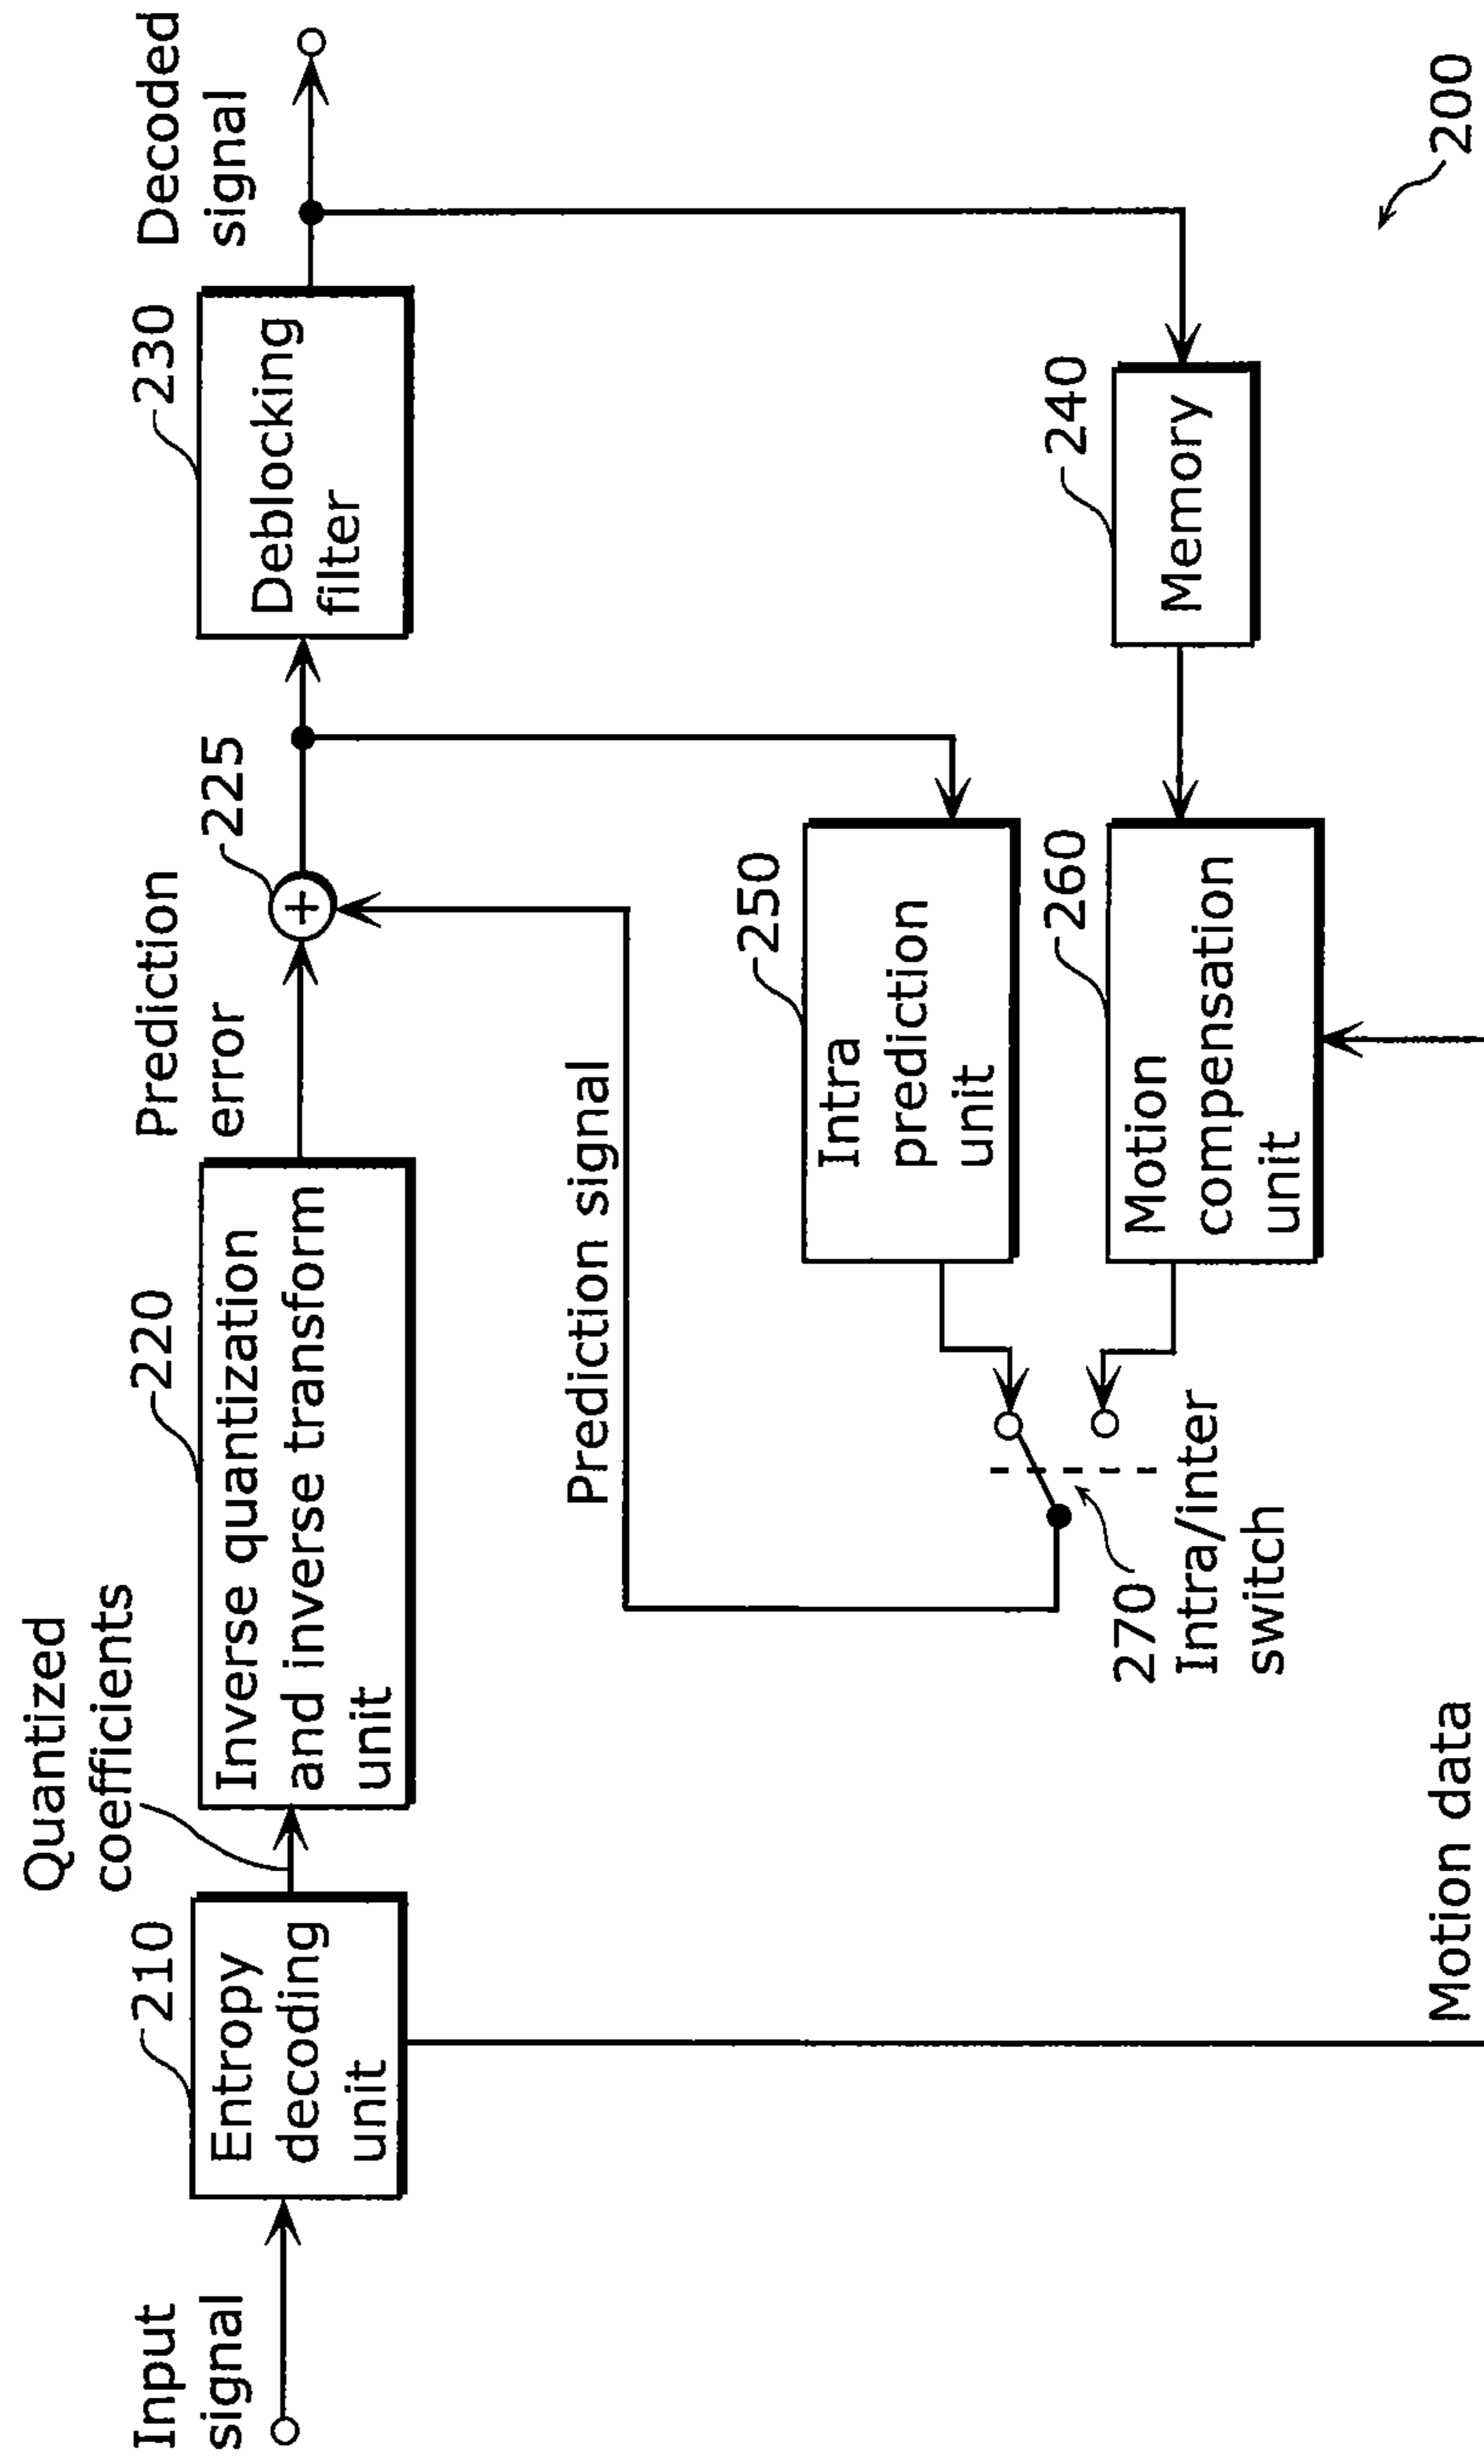 Input
signal
210
Entropy
decoding
unit
Quantized
coefficients
220
Inverse quantization
and inverse transform
unit
Prediction
error
225
+
230
Deblocking
filter
Decoded
signal
Prediction signal
250
Intra
prediction
unit
240
Memory
260
Motion
compensation
unit
270
Intra/inter
switch
Motion data
200